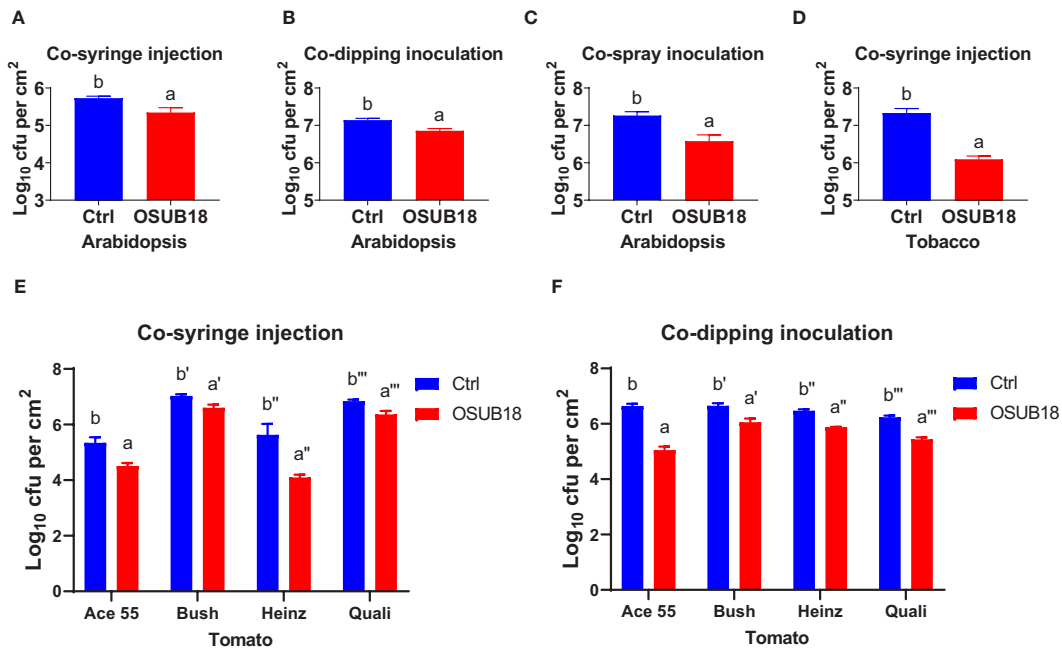 A
Co-syringe injection
Log10 cfu per cm2
6
5
4
3
b
a
Ctrl
OSUB18
Arabidopsis
B
Co-dipping inoculation
Log10 cfu per cm2
8
7
6
5
b
a
Ctrl
OSUB18
Arabidopsis
C
Co-spray inoculation
Log10 cfu per cm2
8
7
6
5
b
a
Ctrl
OSUB18
Arabidopsis
D
Co-syringe injection
Log10 cfu per cm2
8
7
6
5
b
a
Ctrl
OSUB18
Tobacco
E
Co-syringe injection
Log10 cfu per cm2
8
6
4
2
0
b
a
b'
a'
b"
a"
b'"
a'"
Ctrl
OSUB18
Ace 55
Bush
Heinz
Quali
Tomato
F
Co-dipping inoculation
Log10 cfu per cm2
8
6
4
2
0
b
a
b'
a'
b"
a"
b'"
a'"
Ctrl
OSUB18
Ace 55
Bush
Heinz
Quali
Tomato